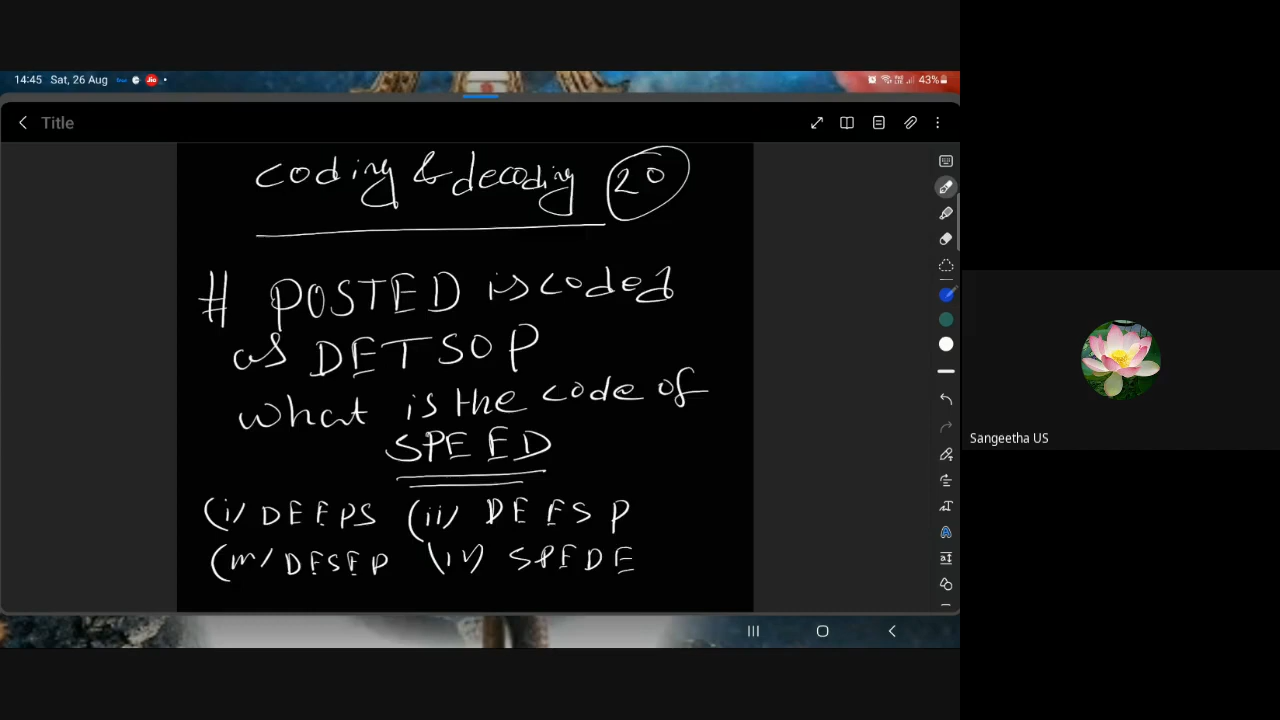 14:45 Sat, 26 Aug
43%
Title
coding & decoding 20
# POSTED is coded
as DETSOP
what is the code of
SPEED
(i) DEEPS (ii) DEESP
(iii) DESEP (iv) SPEDE
Sangeetha US